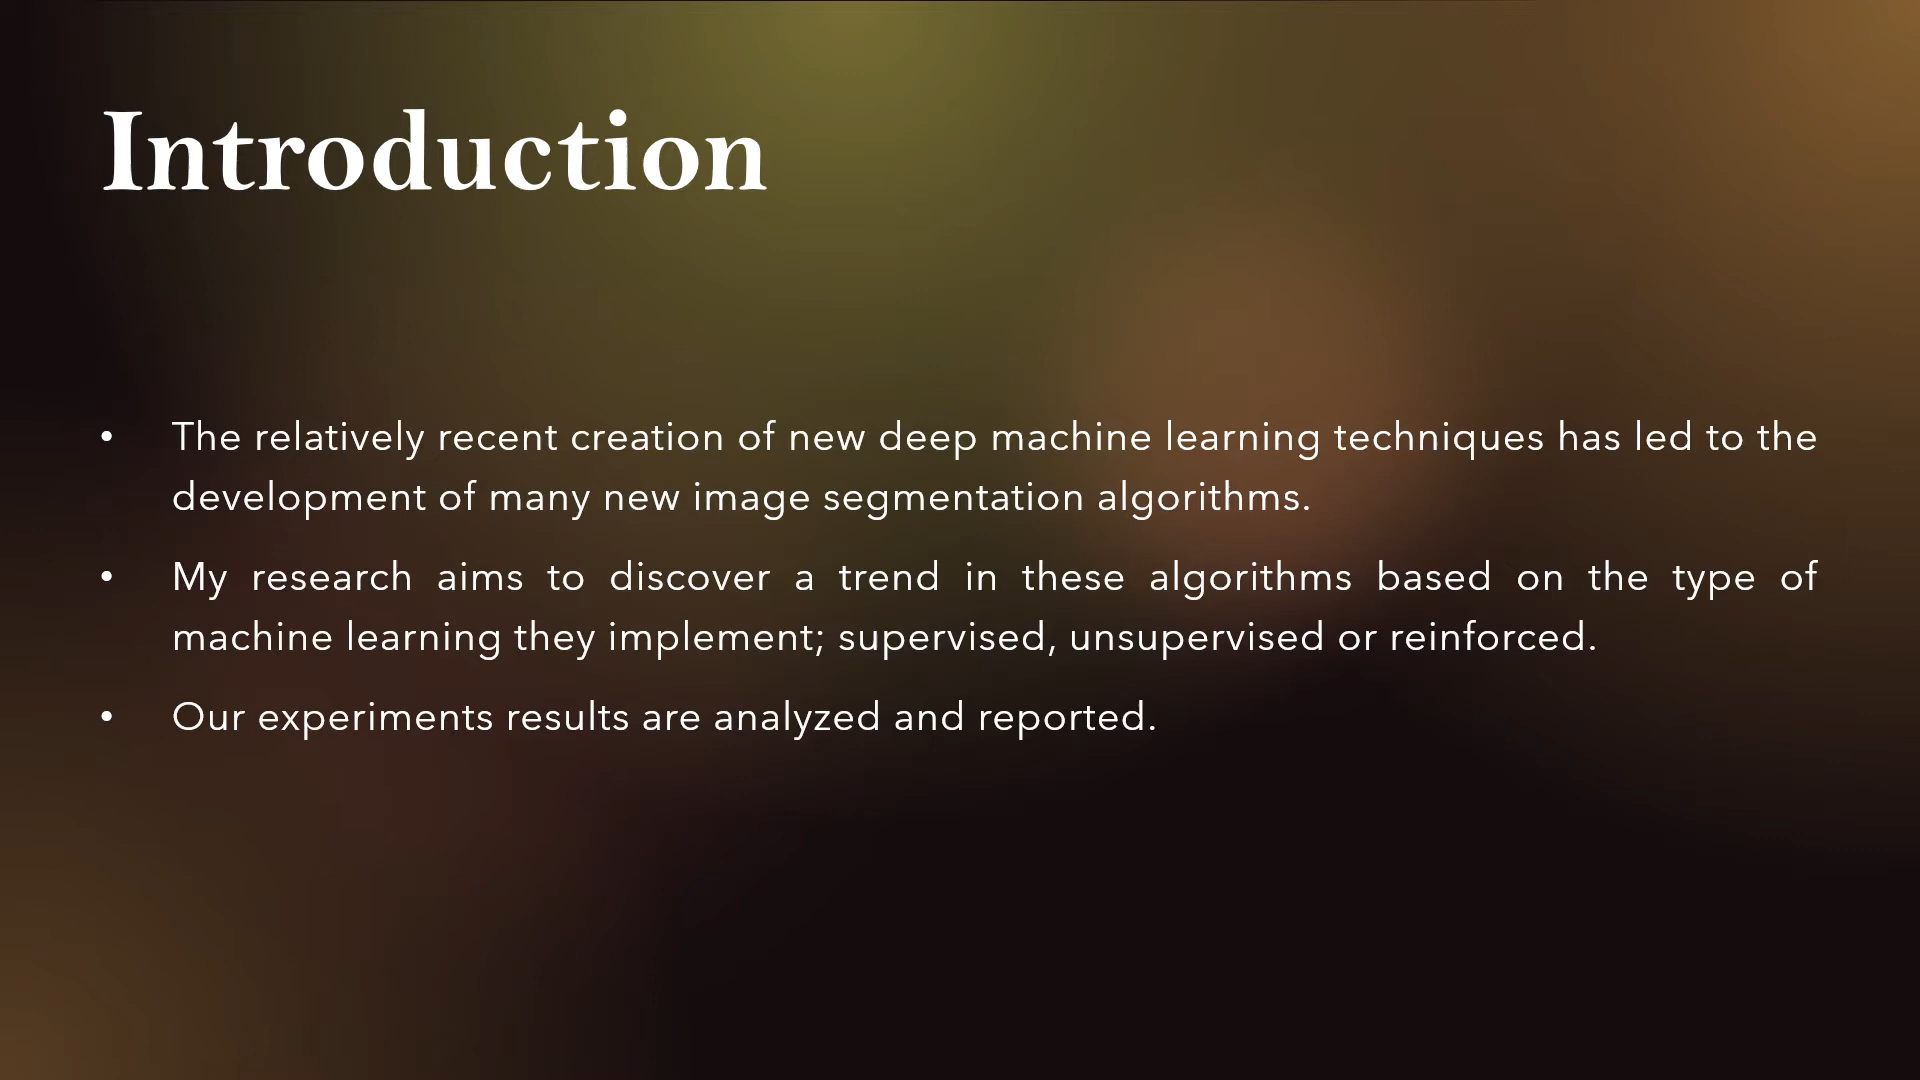 Introduction
• The relatively recent creation of new deep machine learning techniques has led to the
development of many new image segmentation algorithms.
• My research aims to discover a trend in these algorithms based on the type of
machine learning they implement; supervised, unsupervised or reinforced.
• Our experiments results are analyzed and reported.